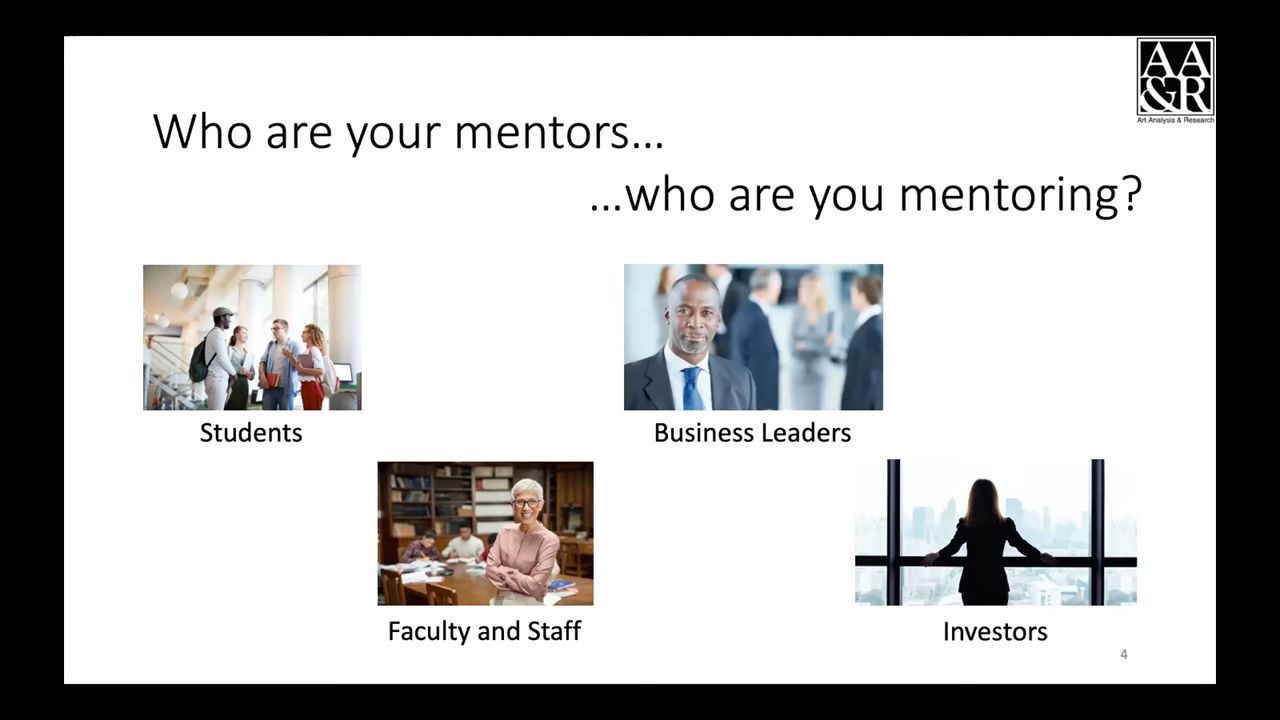 AA
&R
Art Analysis & Research
Who are your mentors...
...who are you mentoring?
Students
Business Leaders
Faculty and Staff
Investors
4